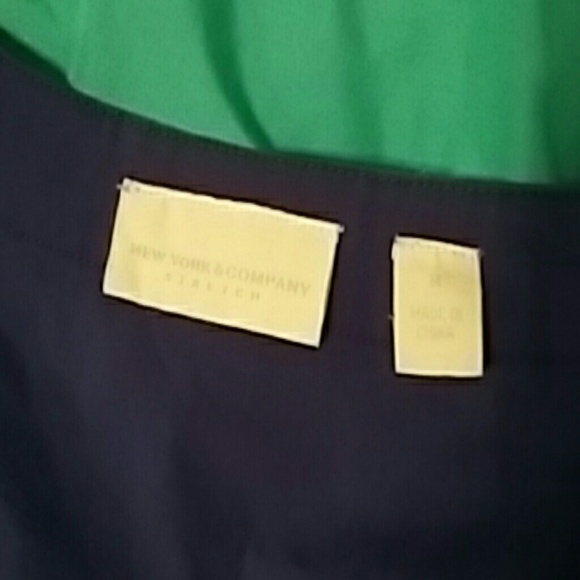 NEW YORK & COMPANY
STRETCH
MADE IN
CHINA